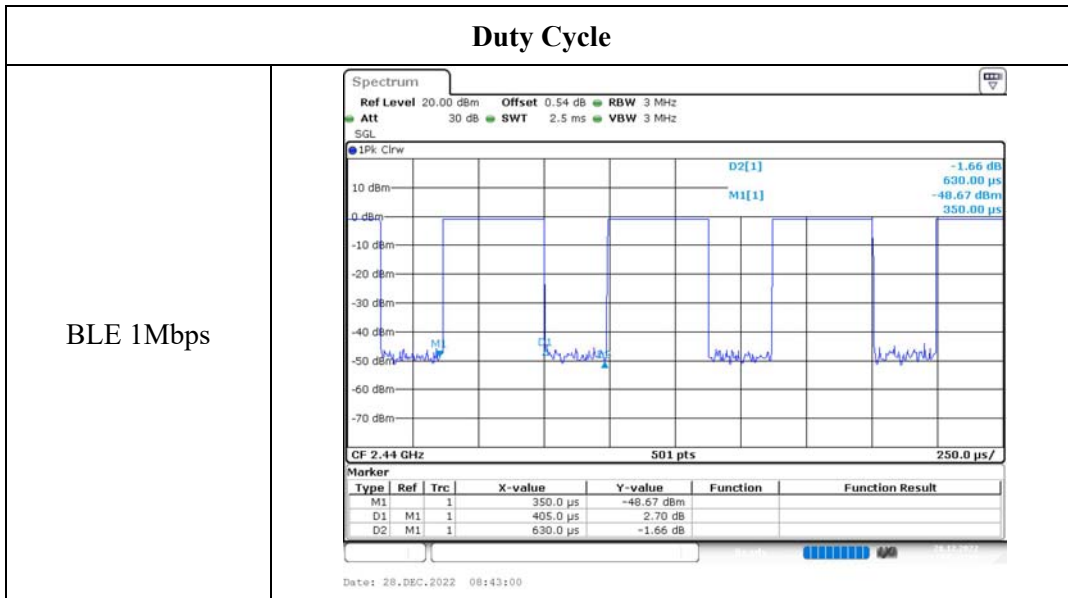 Duty Cycle
BLE 1Mbps
Spectrum
Ref Level 20.00 dBm Offset 0.54 dB RBW 3 MHz
Att 30 dB SWT 2.5 ms VBW 3 MHz
SGL
1Pk Clrw
D2[1] -1.66 dB
630.00 µs
M1[1] -48.67 dBm
350.00 µs
10 dBm
0 dBm
-10 dBm
-20 dBm
-30 dBm
-40 dBm
M1 D1
-50 dBm
-60 dBm
-70 dBm
CF 2.44 GHz 501 pts 250.0 µs/
Marker
Type Ref Trc X-value Y-value Function Function Result
M1 1 350.0 µs -48.67 dBm
D1 M1 1 405.0 µs 2.70 dB
D2 M1 1 630.0 µs -1.66 dB
Date: 28.DEC.2022 08:43:00